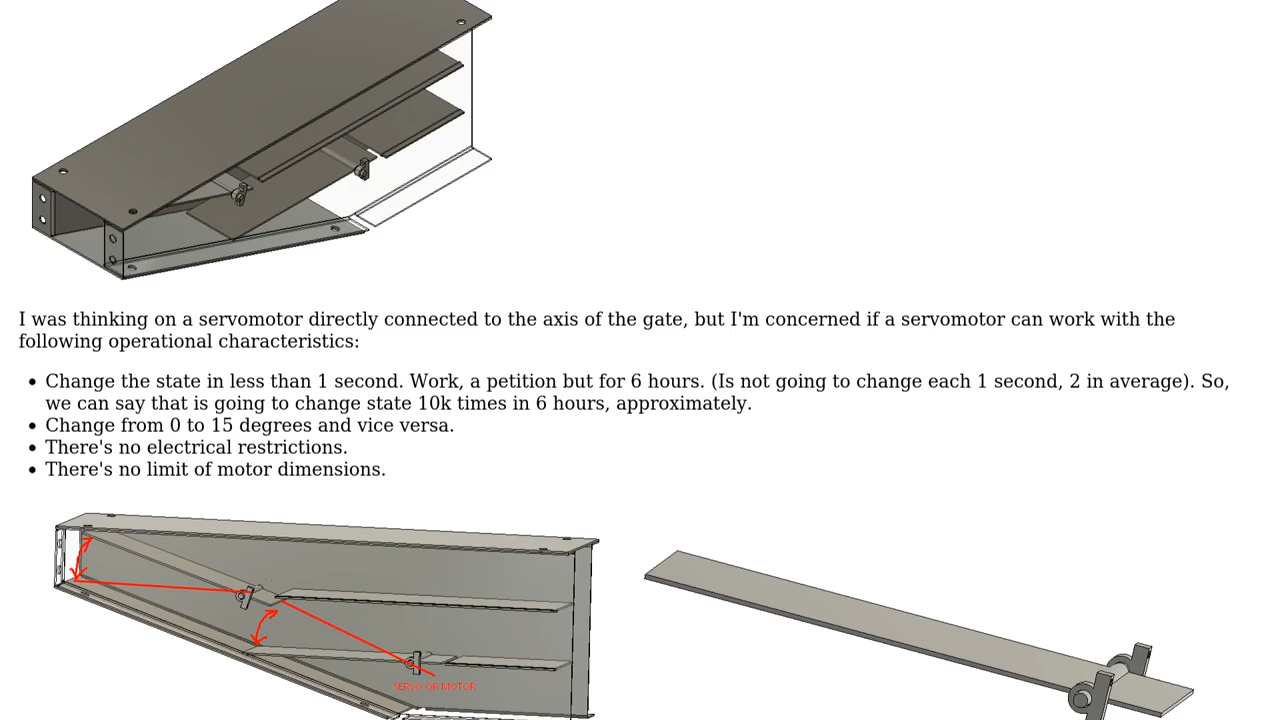 I was thinking on a servomotor directly connected to the axis of the gate, but I'm concerned if a servomotor can work with the
following operational characteristics:
Change the state in less than 1 second. Work, a petition but for 6 hours. (Is not going to change each 1 second, 2 in average). So,
we can say that is going to change state 10k times in 6 hours, approximately.
Change from 0 to 15 degrees and vice versa.
There's no electrical restrictions.
There's no limit of motor dimensions.
SERVO OR MOTOR